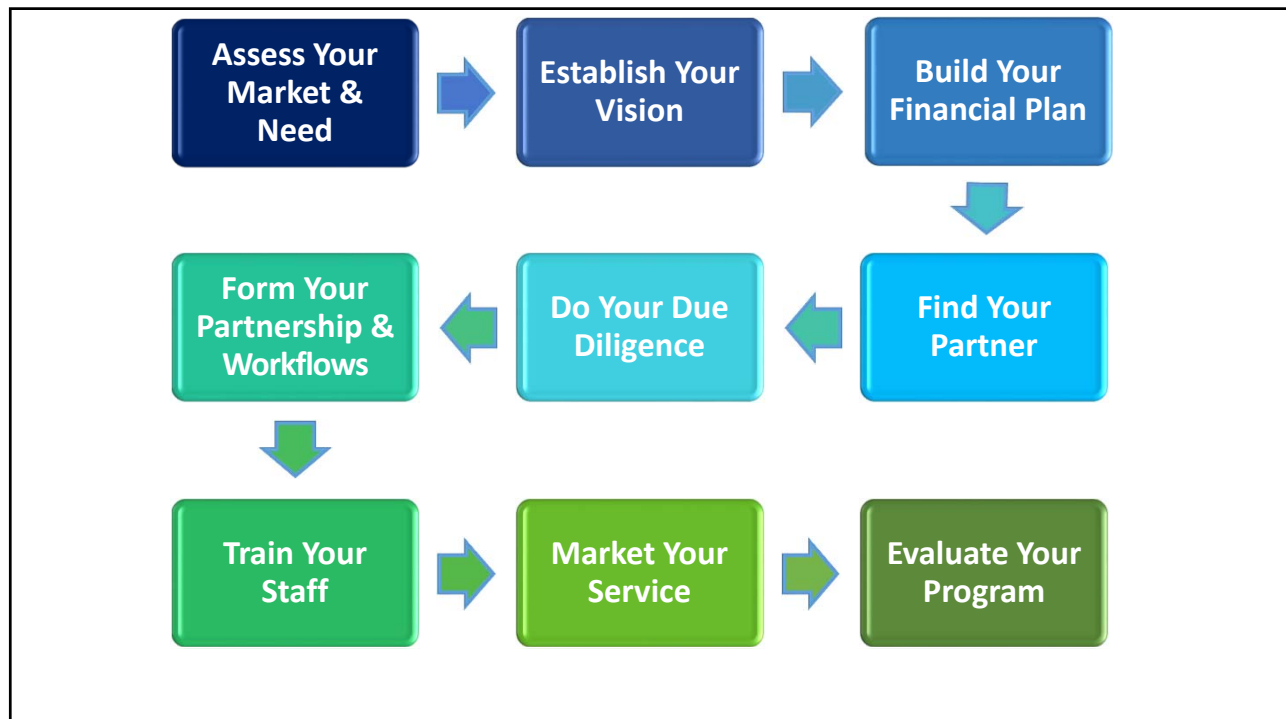 Assess Your
Market &
Need
Establish Your
Vision
Build Your
Financial Plan
Find Your
Partner
Do Your Due
Diligence
Form Your
Partnership &
Workflows
Train Your
Staff
Market Your
Service
Evaluate Your
Program